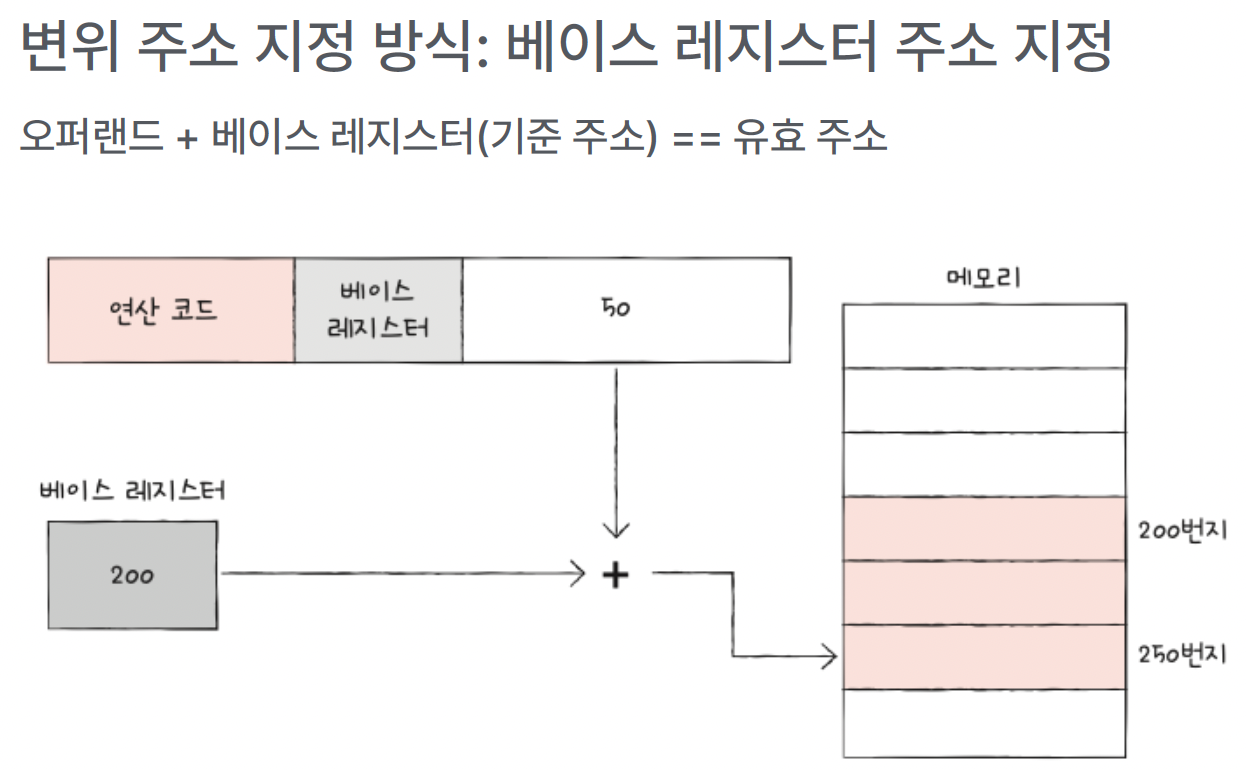 변위 주소 지정 방식: 베이스 레지스터 주소 지정
오퍼랜드 + 베이스 레지스터(기준 주소) == 유효 주소
연산 코드
베이스
레지스터
50
메모리
베이스 레지스터
200
+
200번지
250번지